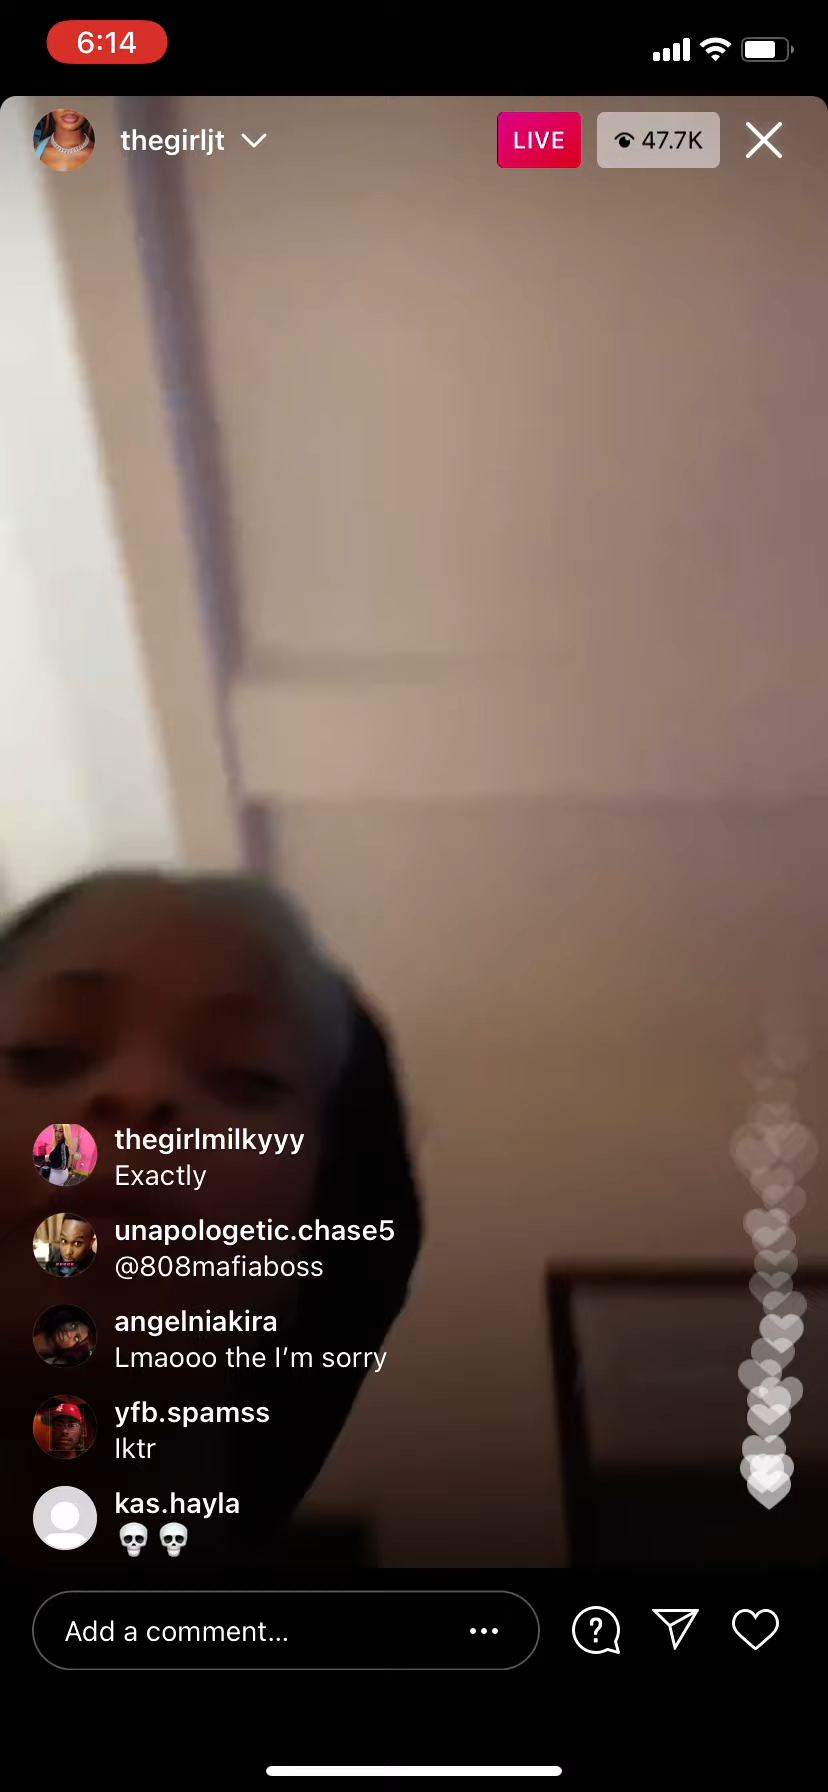 6:14
thegirljt
LIVE
47.7K
thegirlmilkyyy
Exactly
unapologetic.chase5
@808mafiaboss
angelniakira
Lmaooo the I’m sorry
yfb.spamss
Iktr
kas.hayla
💀💀
Add a comment...